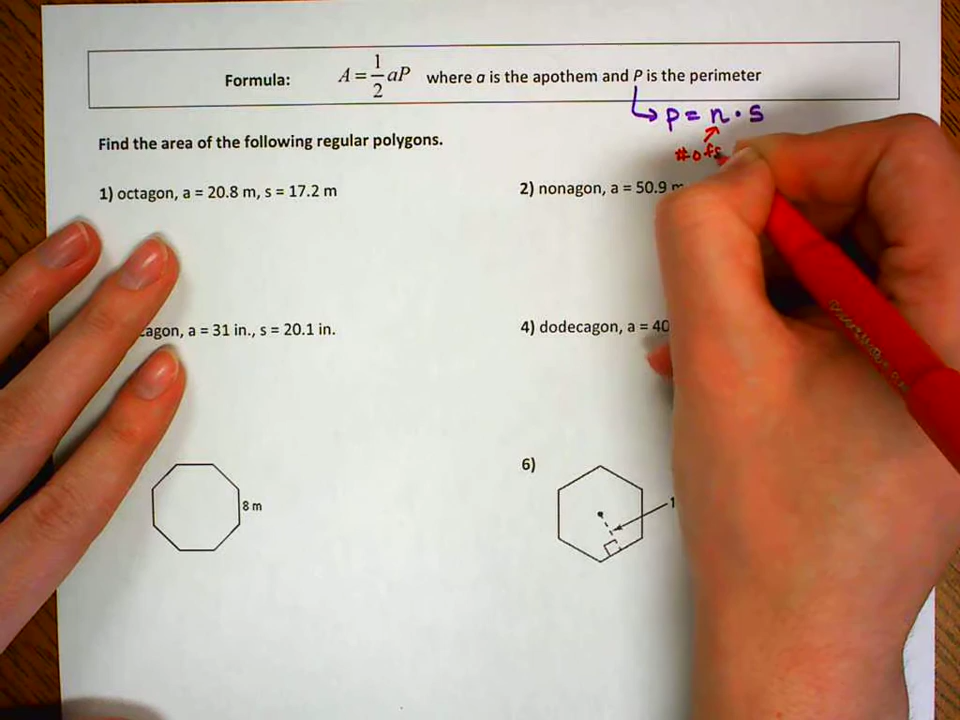 Formula: A = 1/2 aP where a is the apothem and P is the perimeter
p = n · s
# of
Find the area of the following regular polygons.
1) octagon, a = 20.8 m, s = 17.2 m
2) nonagon, a = 50.9 m
a = 31 in., s = 20.1 in.
4) dodecagon, a = 40
8 m
6)